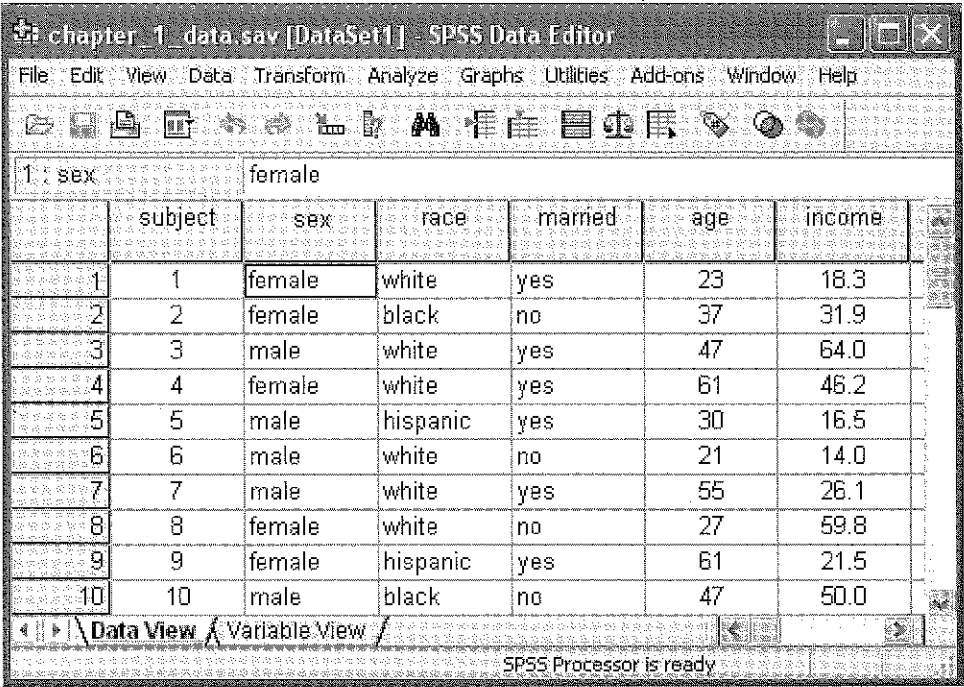 chapter_1_data.sav [DataSet1] - SPSS Data Editor
File Edit View Data Transform Analyze Graphs Utilities Add-ons Window Help
1 : sex female
subject sex race married age income
1 1 female white yes 23 18.3
2 2 female black no 37 31.9
3 3 male white yes 47 64.0
4 4 female white yes 61 46.2
5 5 male hispanic yes 30 16.5
6 6 male white no 21 14.0
7 7 male white yes 55 26.1
8 8 female white no 27 59.8
9 9 female hispanic yes 61 21.5
10 10 male black no 47 50.0
Data View Variable View
SPSS Processor is ready